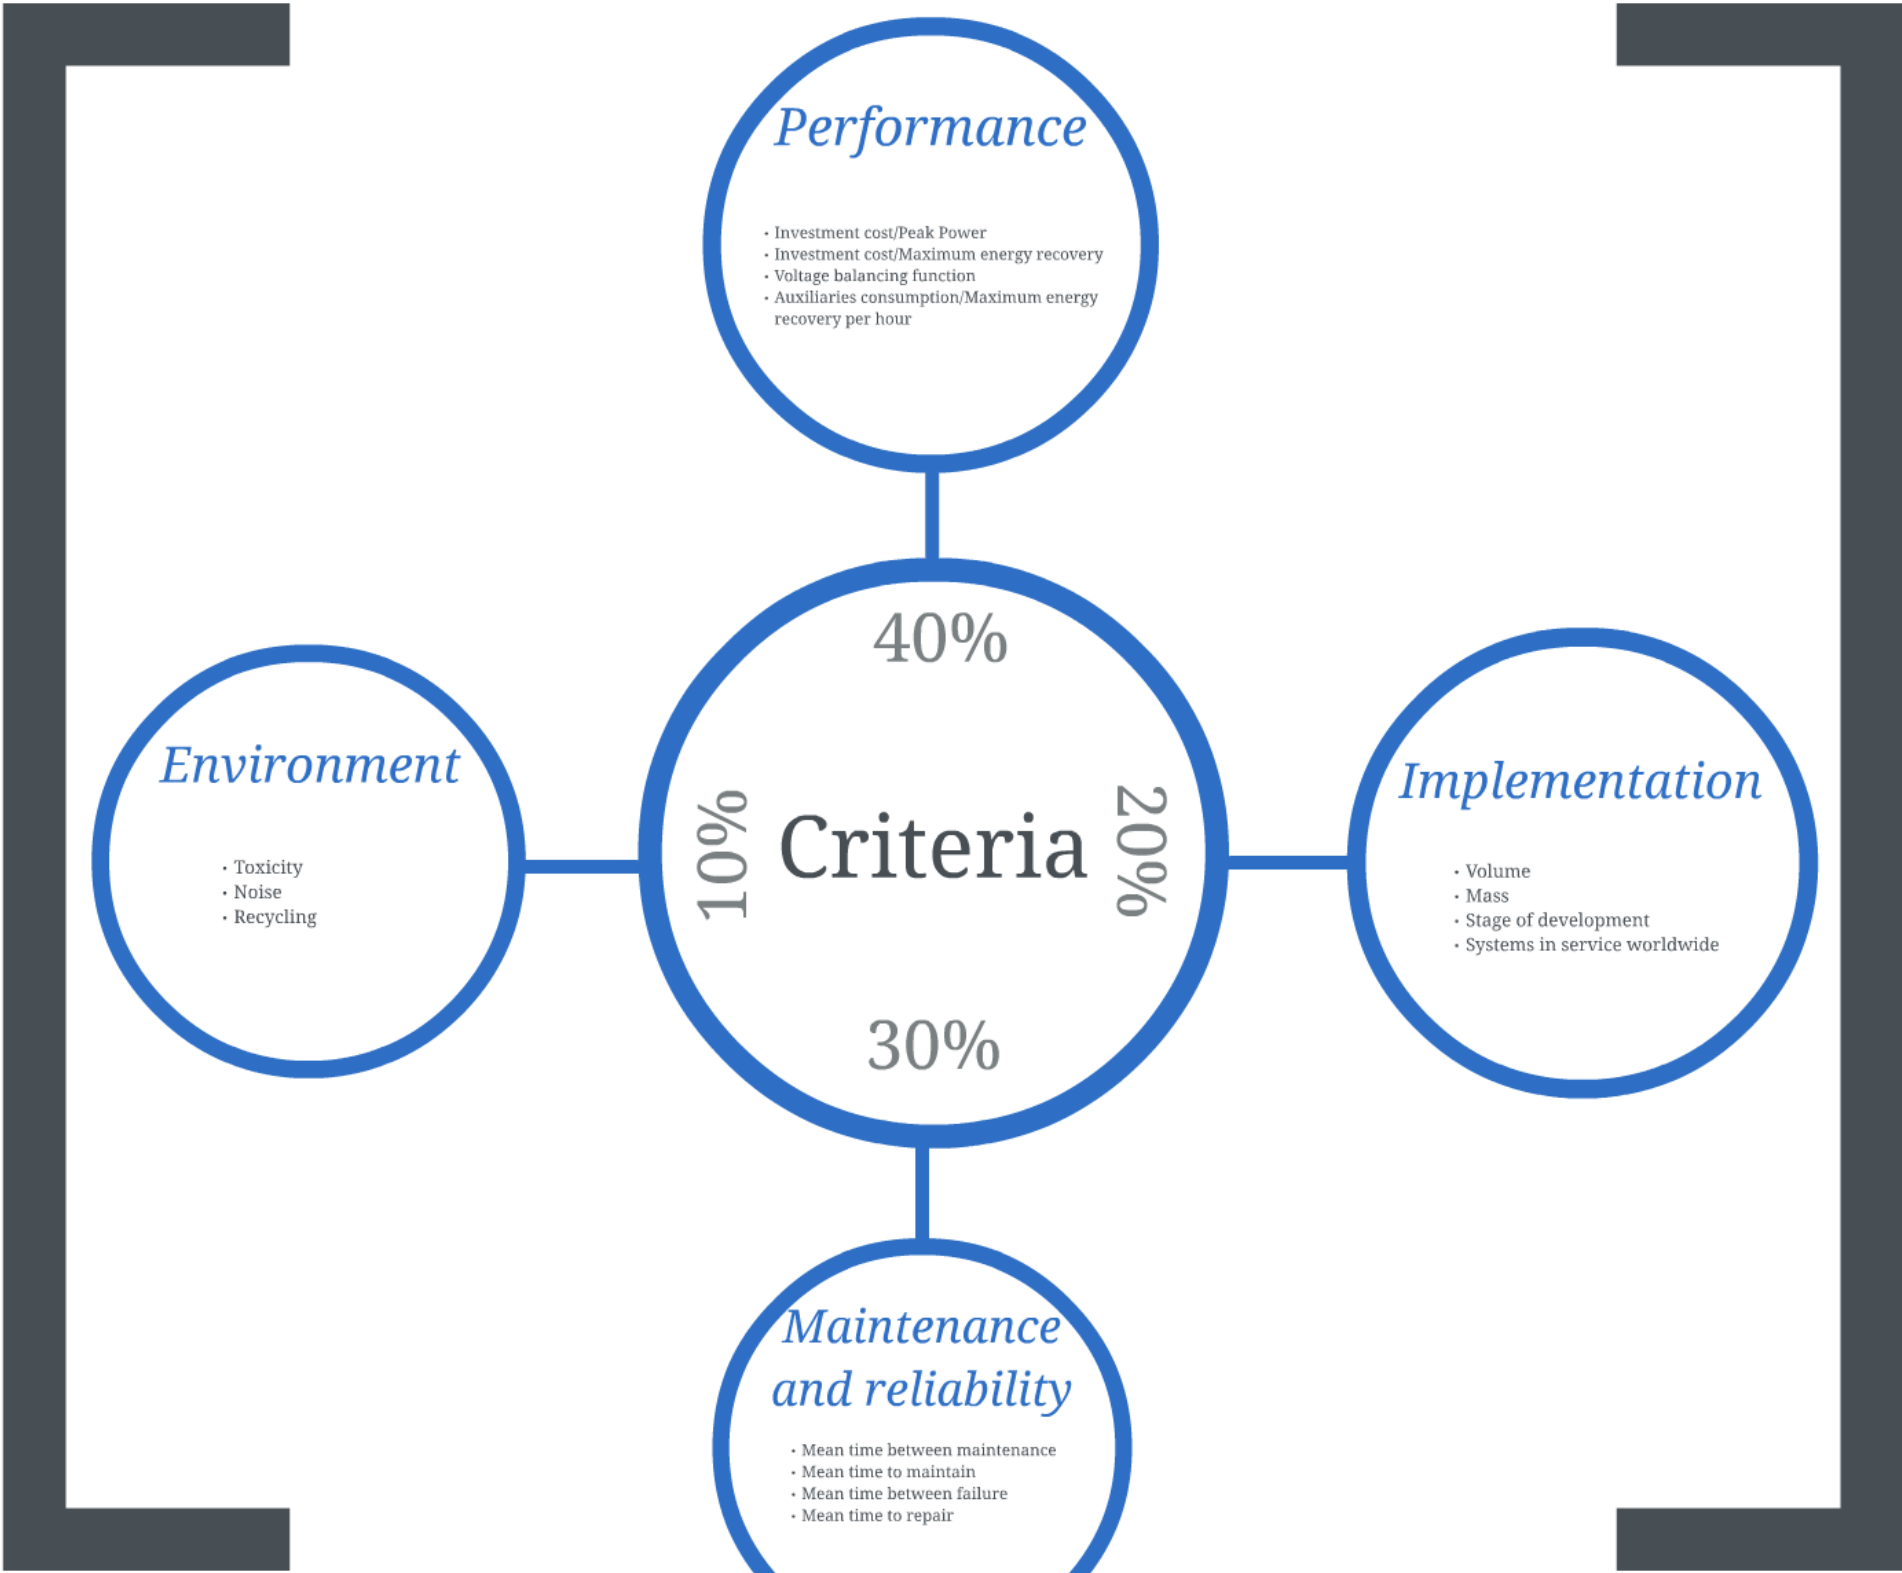 Performance
· Investment cost/Peak Power
· Investment cost/Maximum energy recovery
· Voltage balancing function
· Auxiliaries consumption/Maximum energy
recovery per hour
40%
Environment
· Toxicity
· Noise
· Recycling
10%
Criteria
20%
Implementation
· Volume
· Mass
· Stage of development
· Systems in service worldwide
30%
Maintenance
and reliability
· Mean time between maintenance
· Mean time to maintain
· Mean time between failure
· Mean time to repair